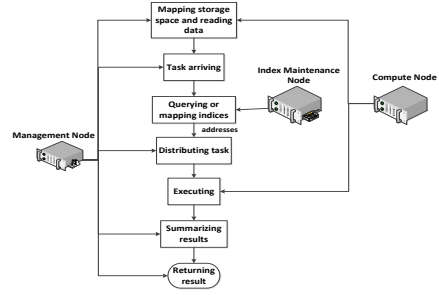 Mapping storage
space and reading
data
Task arriving
Index Maintenance
Node
Compute Node
Querying or
mapping indices
addresses
Management Node
Distributing task
Executing
Summarizing
results
Returning
result